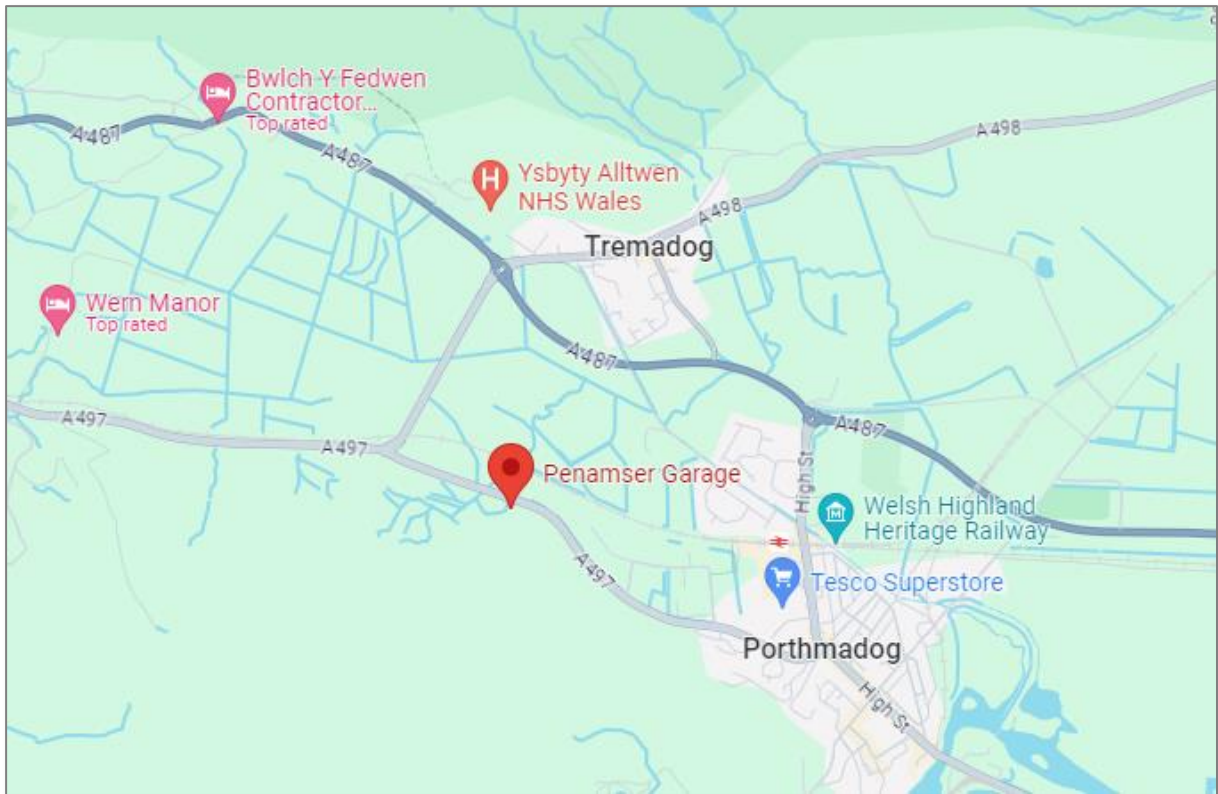 Bwlch Y Fedwen
Contractor...
Top rated
A487
A487
A498
Ysbyty Alltwen
NHS Wales
A498
Tremadog
Wern Manor
Top rated
A487
A497
A487
A497
High St
Penamser Garage
Welsh Highland
Heritage Railway
A497
Tesco Superstore
Porthmadog
High St